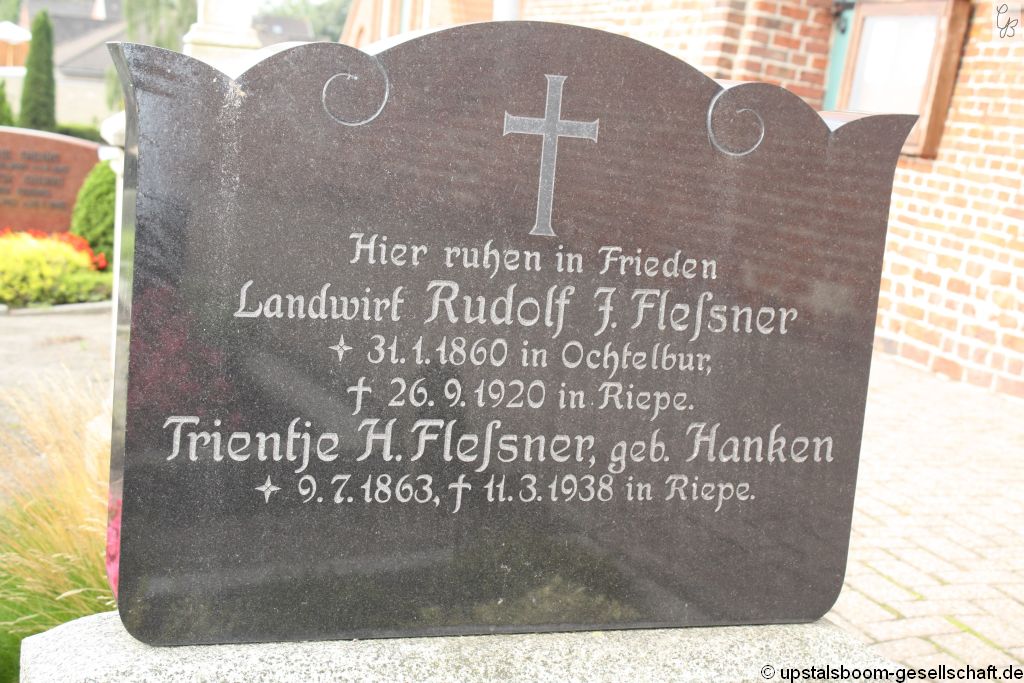 Hier ruhen in Frieden
Landwirt Rudolf J. Fleſsner
✧ 31.1.1860 in Ochtelbur,
† 26.9.1920 in Riepe.
Trientje H. Fleſsner, geb. Hanken
✧ 9.7.1863, † 11.3.1938 in Riepe.
© upstalsboom-gesellschaft.de